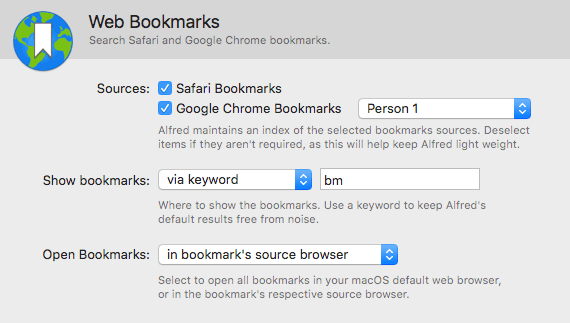 Web Bookmarks
Search Safari and Google Chrome bookmarks.
Sources: Safari Bookmarks
Google Chrome Bookmarks Person 1
Alfred maintains an index of the selected bookmarks sources. Deselect
items if they aren't required, as this will help keep Alfred light weight.
Show bookmarks: via keyword bm
Where to show the bookmarks. Use a keyword to keep Alfred's
default results free from noise.
Open Bookmarks: in bookmark's source browser
Select to open all bookmarks in your macOS default web browser,
or in the bookmark's respective source browser.